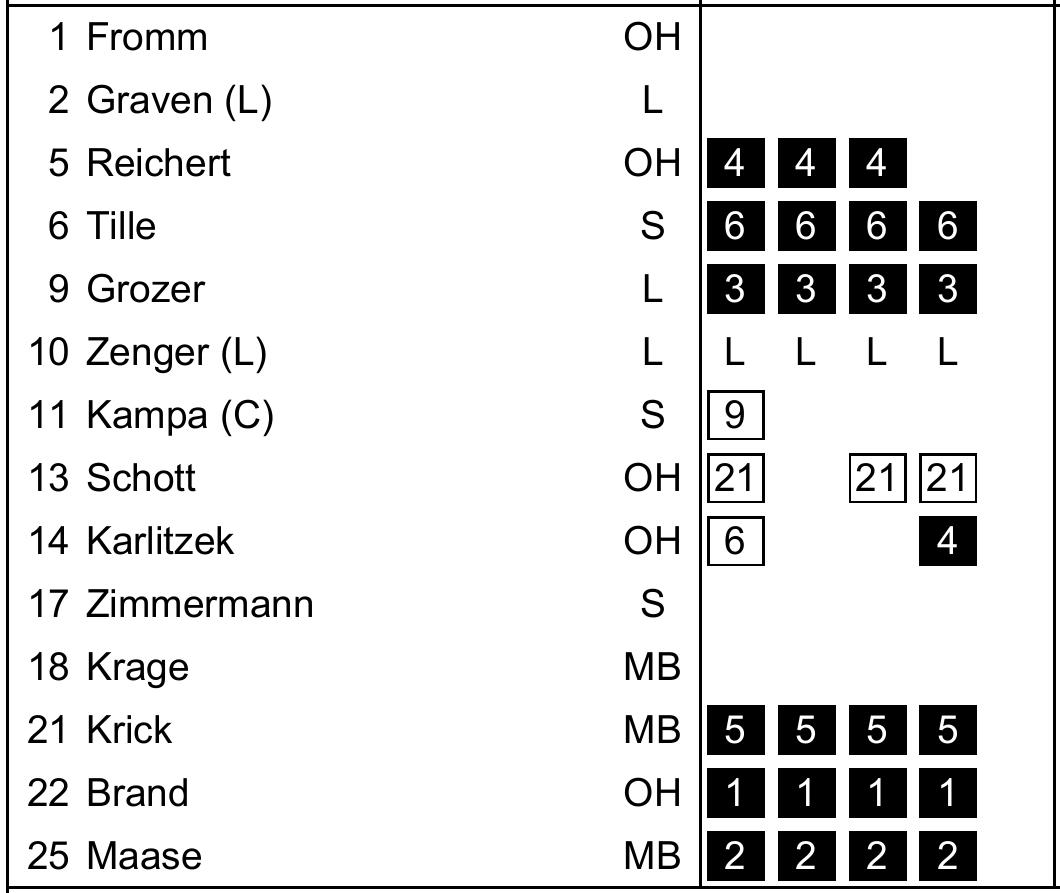 1 Fromm OH
2 Graven (L) L
5 Reichert OH 4 4 4
6 Tille S 6 6 6 6
9 Grozer L 3 3 3 3
10 Zenger (L) L L L L L
11 Kampa (C) S 9
13 Schott OH 21 21 21
14 Karlitzek OH 6 4
17 Zimmermann S
18 Krage MB
21 Krick MB 5 5 5 5
22 Brand OH 1 1 1 1
25 Maase MB 2 2 2 2